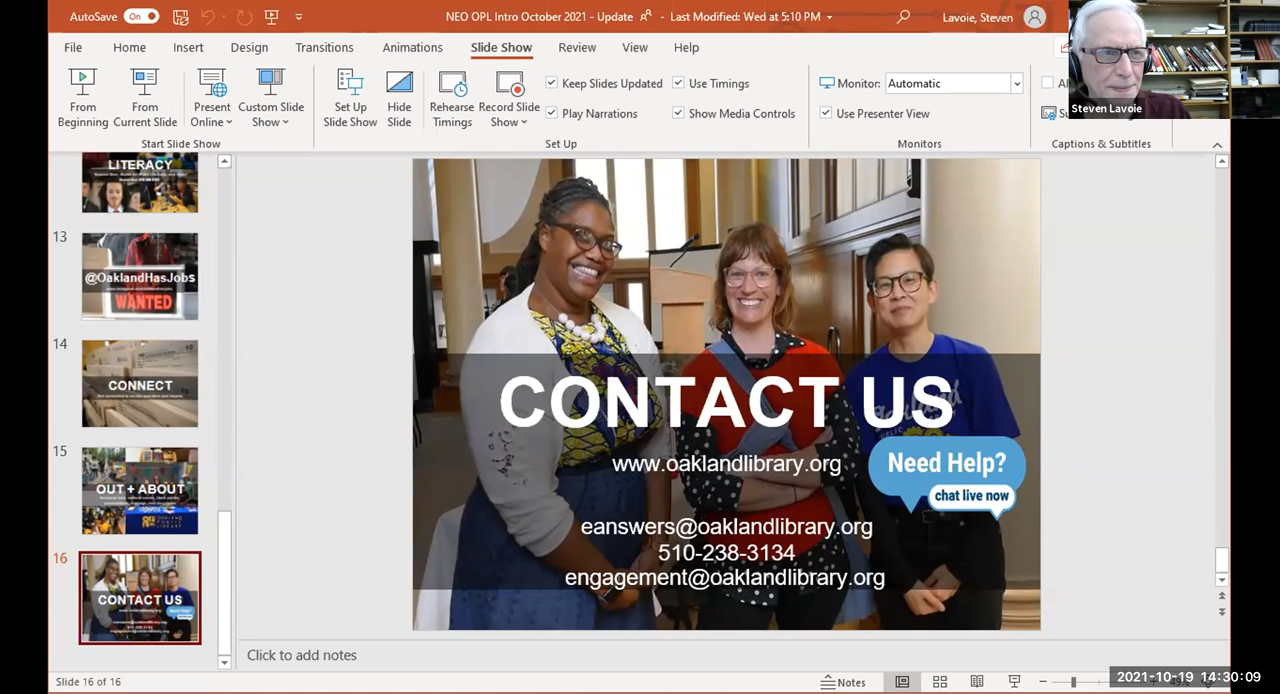 AutoSave On
NEO OPL Intro October 2021 - Update
- Last Modified: Wed at 5:10 PM
Lavoie, Steven
File Home Insert Design Transitions Animations Slide Show Review View Help
From Beginning
From Current Slide
Present Online
Custom Slide Show
Start Slide Show
Set Up Slide Show
Hide Slide
Rehearse Timings
Record Slide Show
Keep Slides Updated
Play Narrations
Use Timings
Show Media Controls
Set Up
Monitor: Automatic
Use Presenter View
Monitors
Captions & Subtitles
Steven Lavoie
LITERACY
13
@OaklandHasJobs
WANTED
14
CONNECT
15
OUT + ABOUT
16
CONTACT US
CONTACT US
www.oaklandlibrary.org
Need Help?
chat live now
eanswers@oaklandlibrary.org
510-238-3134
engagement@oaklandlibrary.org
Click to add notes
Slide 16 of 16
Notes
2021-10-19 14:30:09